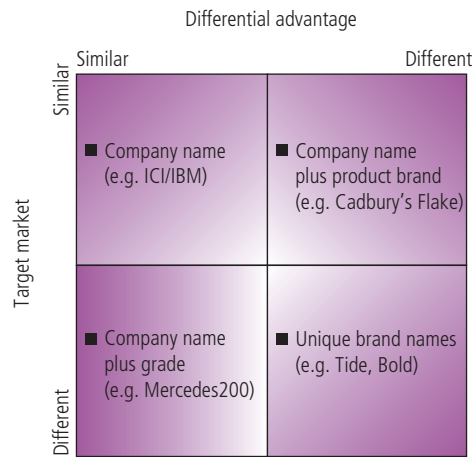 Differential advantage
Similar
Different
Similar
Target market
Different
■ Company name
(e.g. ICI/IBM)
■ Company name
plus product brand
(e.g. Cadbury's Flake)
■ Company name
plus grade
(e.g. Mercedes200)
■ Unique brand names
(e.g. Tide, Bold)